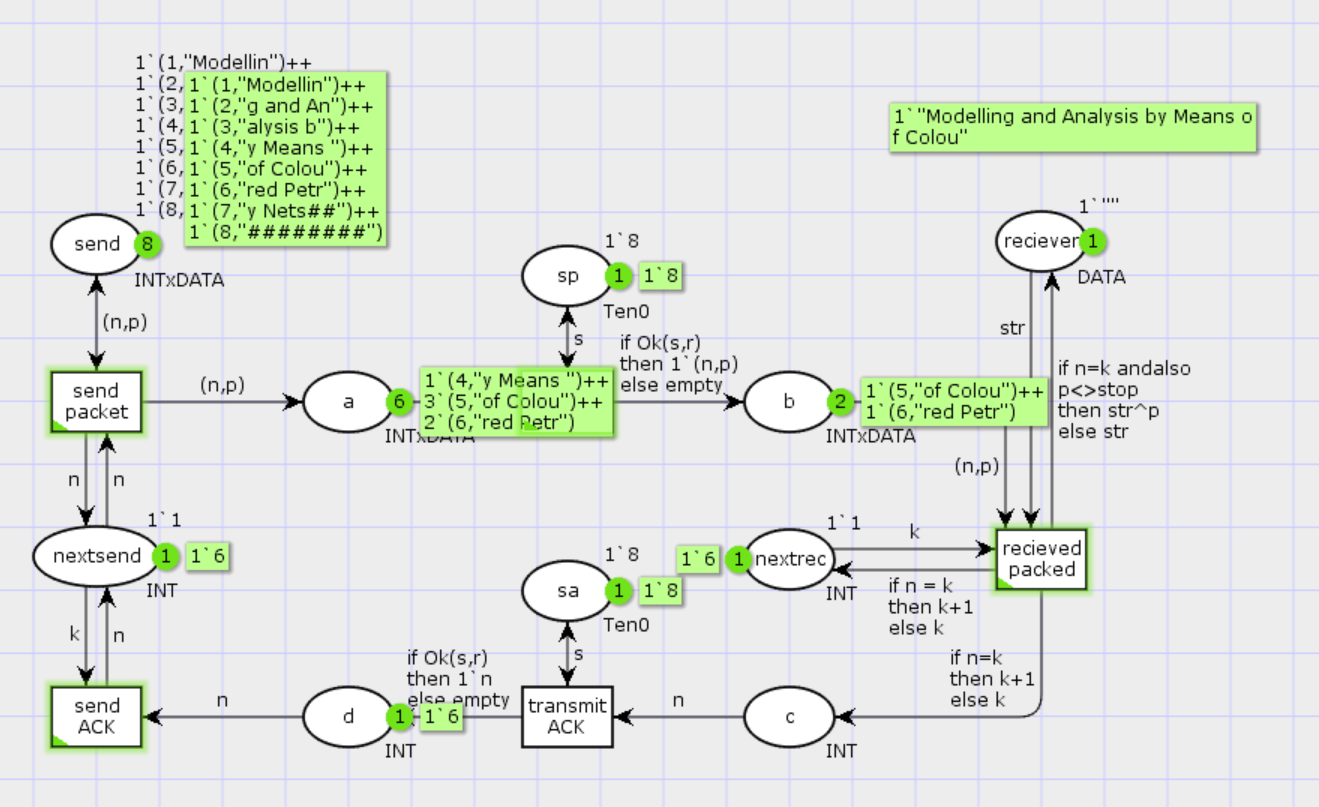 1`(1,"Modellin")++
1`(2,
1`(3,
1`(4,
1`(5,
1`(6,
1`(7,
1`(8,
1`(1,"Modellin")++
1`(2,"g and An")++
1`(3,"alysis b")++
1`(4,"y Means ")++
1`(5,"of Colou")++
1`(6,"red Petr")++
1`(7,"y Nets##")++
1`(8,"########")
1`"Modelling and Analysis by Means o
f Colou"
send
8
INTxDATA
1`8
sp
1
1`8
Ten0
1`""
reciever
1
DATA
(n,p)
s
if Ok(s,r)
then 1`(n,p)
else empty
str
if n=k andalso
p<>stop
then str^p
else str
send
packet
(n,p)
a
6
1`(4,"y Means ")++
3`(5,"of Colou")++
2`(6,"red Petr")
INTxDATA
b
2
1`(5,"of Colou")++
1`(6,"red Petr")
INTxDATA
(n,p)
n
n
1`1
nextsend
1
1`6
INT
1`8
sa
1
1`8
Ten0
1`6
1
1`1
nextrec
INT
k
if n = k
then k+1
else k
recieved
packed
k
n
s
if Ok(s,r)
then 1`n
else empty
if n=k
then k+1
else k
send
ACK
n
d
1
1`6
INT
transmit
ACK
n
c
INT